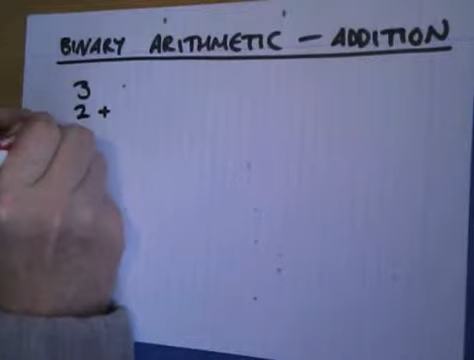 BINARY ARITHMETIC – ADDITION
3
2 +